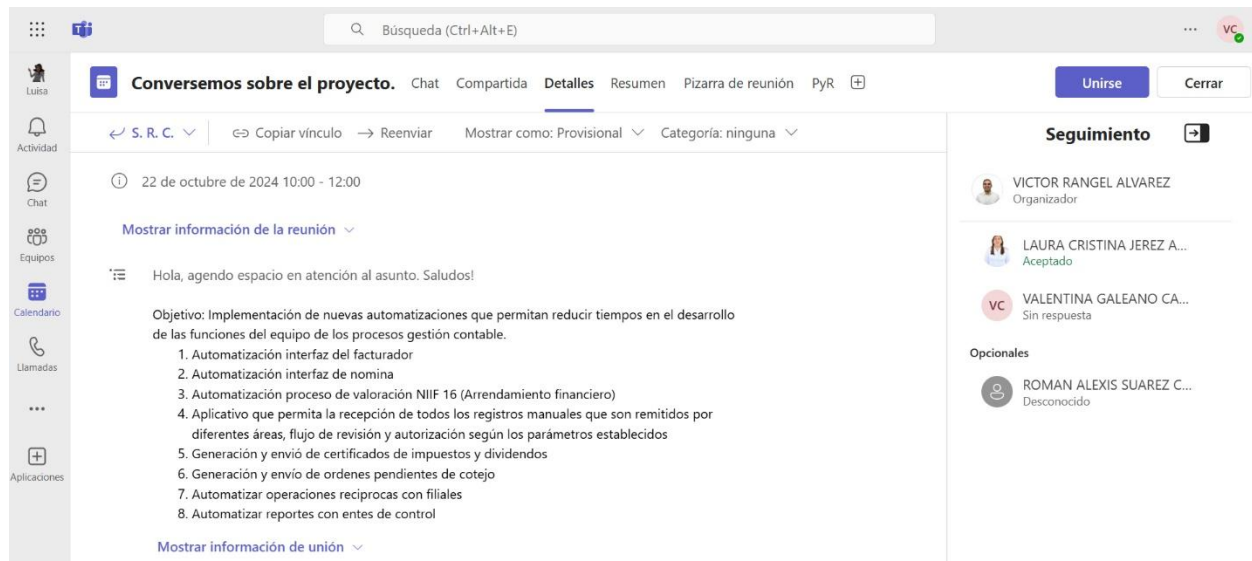 Búsqueda (Ctrl+Alt+E)
VC
Luisa
Actividad
Chat
Equipos
Calendario
Llamadas
Aplicaciones
Conversemos sobre el proyecto. Chat Compartida Detalles Resumen Pizarra de reunión PyR
Unirse Cerrar
S. R. C. Copiar vínculo Reenviar Mostrar como: Provisional Categoría: ninguna
22 de octubre de 2024 10:00 - 12:00
Mostrar información de la reunión
Hola, agendo espacio en atención al asunto. Saludos!
Objetivo: Implementación de nuevas automatizaciones que permitan reducir tiempos en el desarrollo
de las funciones del equipo de los procesos gestión contable.
1. Automatización interfaz del facturador
2. Automatización interfaz de nomina
3. Automatización proceso de valoración NIIF 16 (Arrendamiento financiero)
4. Aplicativo que permita la recepción de todos los registros manuales que son remitidos por
diferentes áreas, flujo de revisión y autorización según los parámetros establecidos
5. Generación y envió de certificados de impuestos y dividendos
6. Generación y envío de ordenes pendientes de cotejo
7. Automatizar operaciones reciprocas con filiales
8. Automatizar reportes con entes de control
Mostrar información de unión
Seguimiento
VICTOR RANGEL ALVAREZ
Organizador
LAURA CRISTINA JEREZ A...
Aceptado
VC
VALENTINA GALEANO CA...
Sin respuesta
Opcionales
ROMAN ALEXIS SUAREZ C...
Desconocido